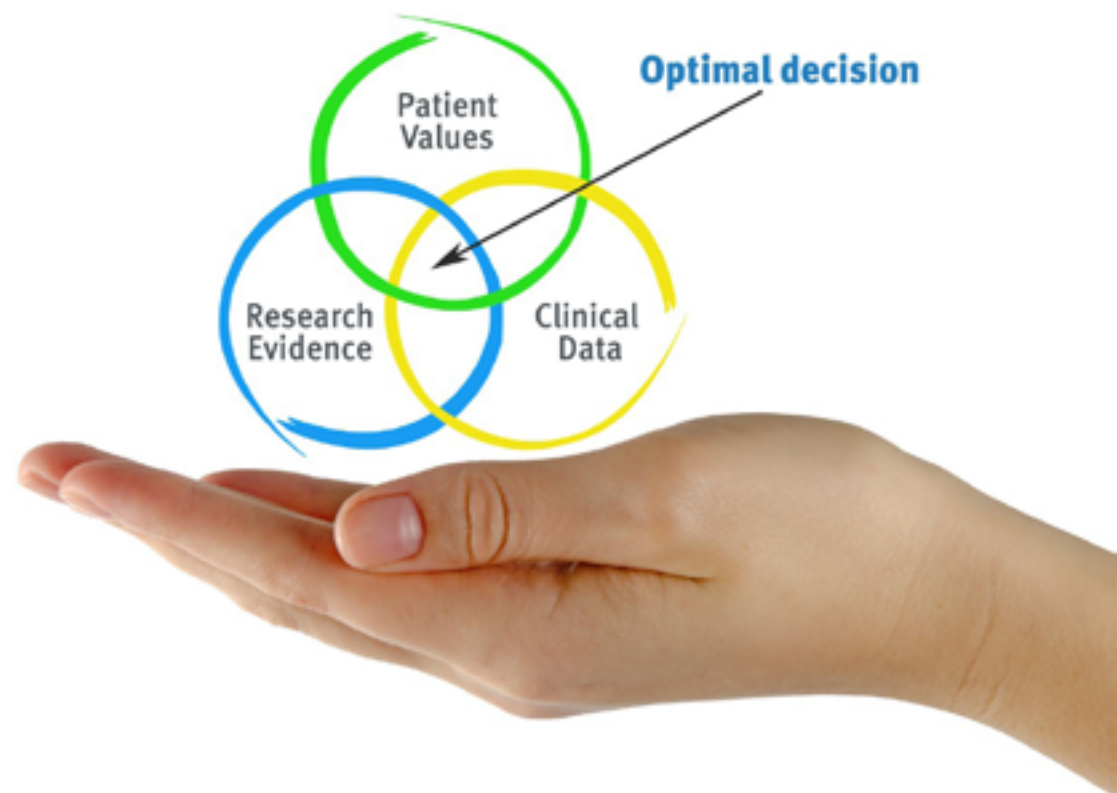 Optimal decision
Patient
Values
Research
Evidence
Clinical
Data